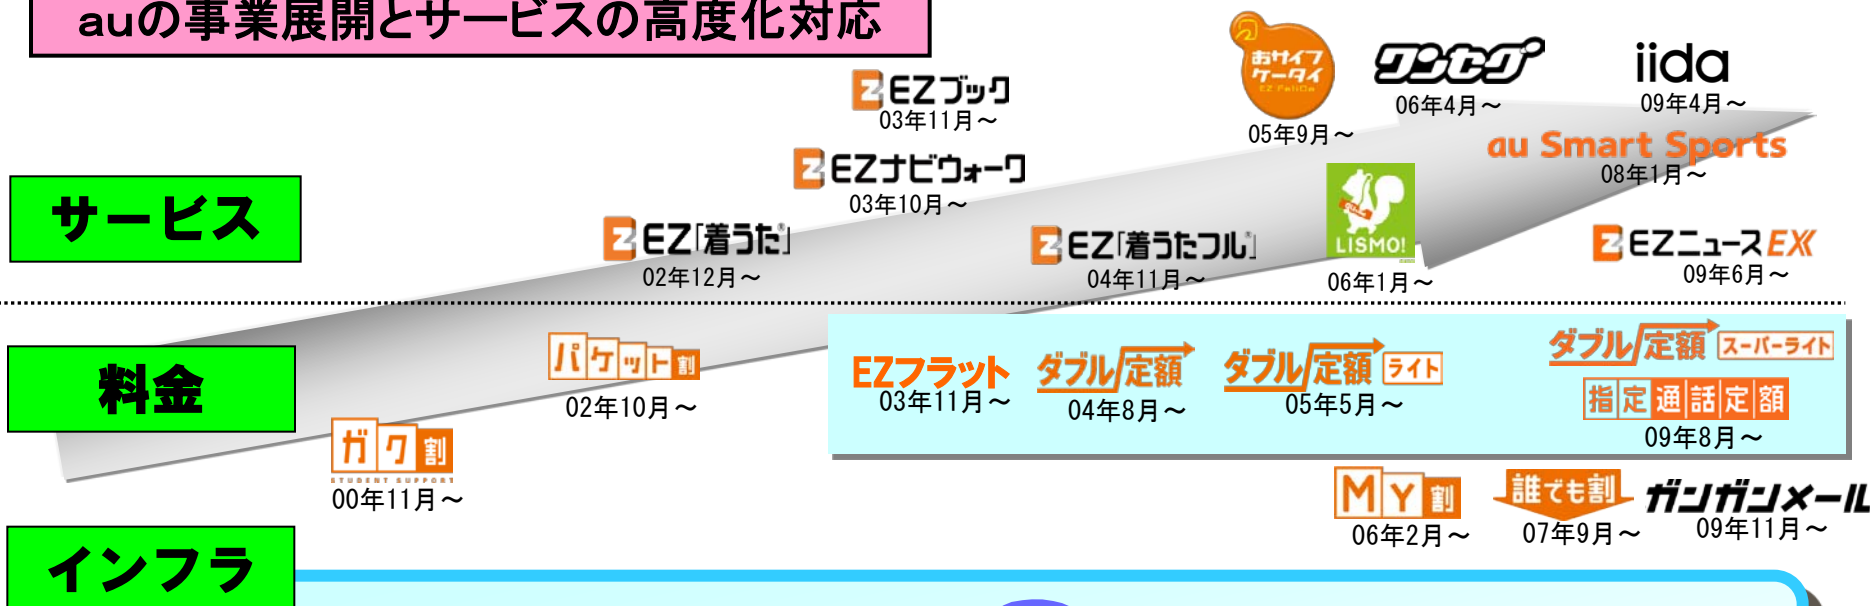 auの事業展開とサービスの高度化対応
サービス
EZ「着うた®」
02年12月～
EZナビウォーク
03年10月～
EZブック
03年11月～
EZ「着うたフル®」
04年11月～
おサイフ
ケータイ
EZ FeliCa
05年9月～
LISMO!
06年1月～
ワンセグ
06年4月～
au Smart Sports
08年1月～
iida
09年4月～
EZニュースEX
09年6月～
料金
ガク割
STUDENT SUPPORT
00年11月～
パケット割
02年10月～
EZフラット
03年11月～
ダブル定額
04年8月～
ダブル定額 ライト
05年5月～
ダブル定額 スーパーライト
指定通話定額
09年8月～
MY割
06年2月～
誰でも割
07年9月～
ガンガンメール
09年11月～
インフラ